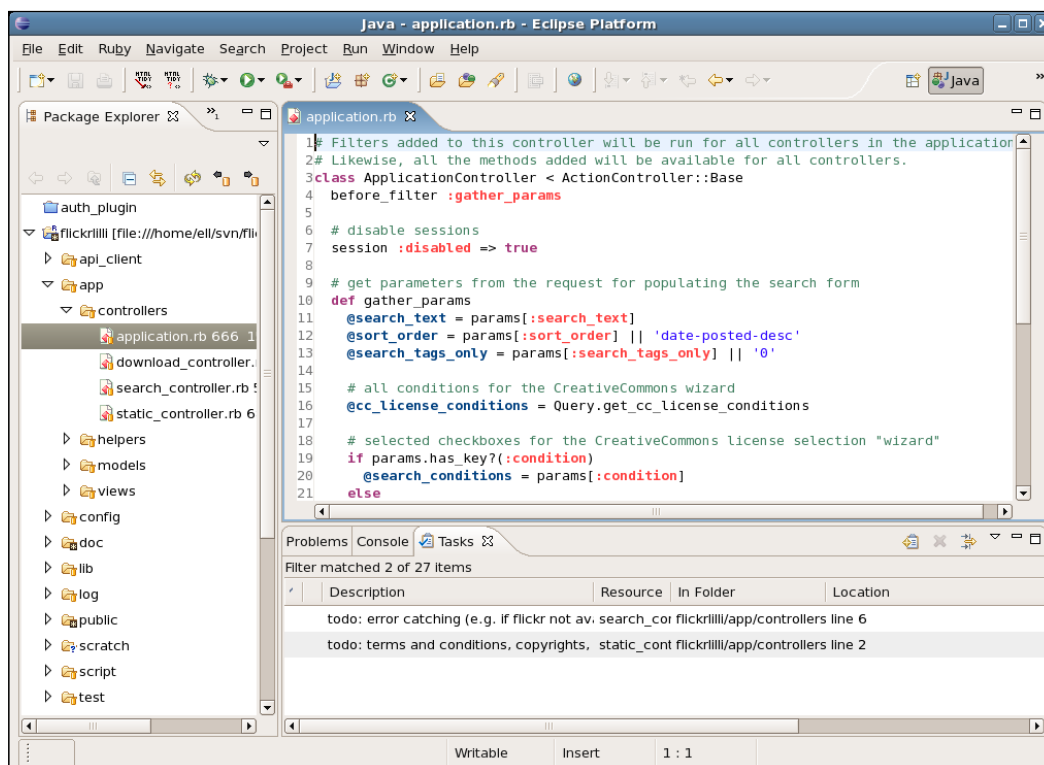 Java - application.rb - Eclipse Platform
File Edit Ruby Navigate Search Project Run Window Help
Java
Package Explorer
application.rb
auth_plugin
flickrlilli [file:///home/ell/svn/fli
api_client
app
controllers
application.rb 666 1
download_controller.
search_controller.rb 5
static_controller.rb 6
helpers
models
views
config
doc
lib
log
public
scratch
script
test
1 # Filters added to this controller will be run for all controllers in the application
2 # Likewise, all the methods added will be available for all controllers.
3 class ApplicationController < ActionController::Base
4 before_filter :gather_params
5
6 # disable sessions
7 session :disabled => true
8
9 # get parameters from the request for populating the search form
10 def gather_params
11 @search_text = params[:search_text]
12 @sort_order = params[:sort_order] || 'date-posted-desc'
13 @search_tags_only = params[:search_tags_only] || '0'
14
15 # all conditions for the CreativeCommons wizard
16 @cc_license_conditions = Query.get_cc_license_conditions
17
18 # selected checkboxes for the CreativeCommons license selection "wizard"
19 if params.has_key?(:condition)
20 @search_conditions = params[:condition]
21 else
Problems Console Tasks
Filter matched 2 of 27 items
Description Resource In Folder Location
todo: error catching (e.g. if flickr not ava search_cor flickrlilli/app/controllers line 6
todo: terms and conditions, copyrights, static_cont flickrlilli/app/controllers line 2
Writable Insert 1 : 1